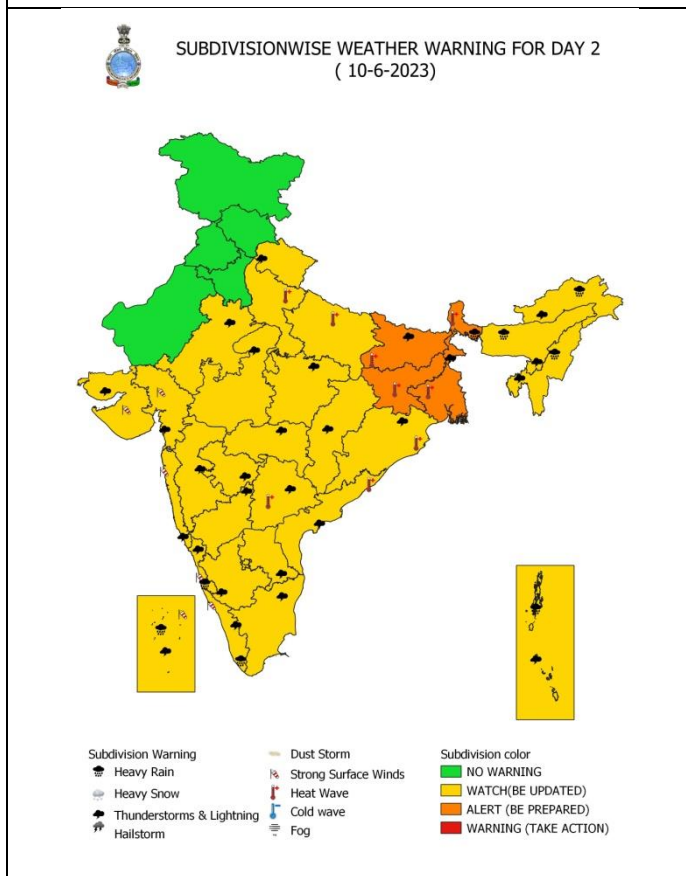 SUBDIVISIONWISE WEATHER WARNING FOR DAY 2
( 10-6-2023)
Subdivision Warning
Heavy Rain
Heavy Snow
Thunderstorms & Lightning
Hailstorm
Dust Storm
Strong Surface Winds
Heat Wave
Cold wave
Fog
Subdivision color
NO WARNING
WATCH(BE UPDATED)
ALERT (BE PREPARED)
WARNING (TAKE ACTION)